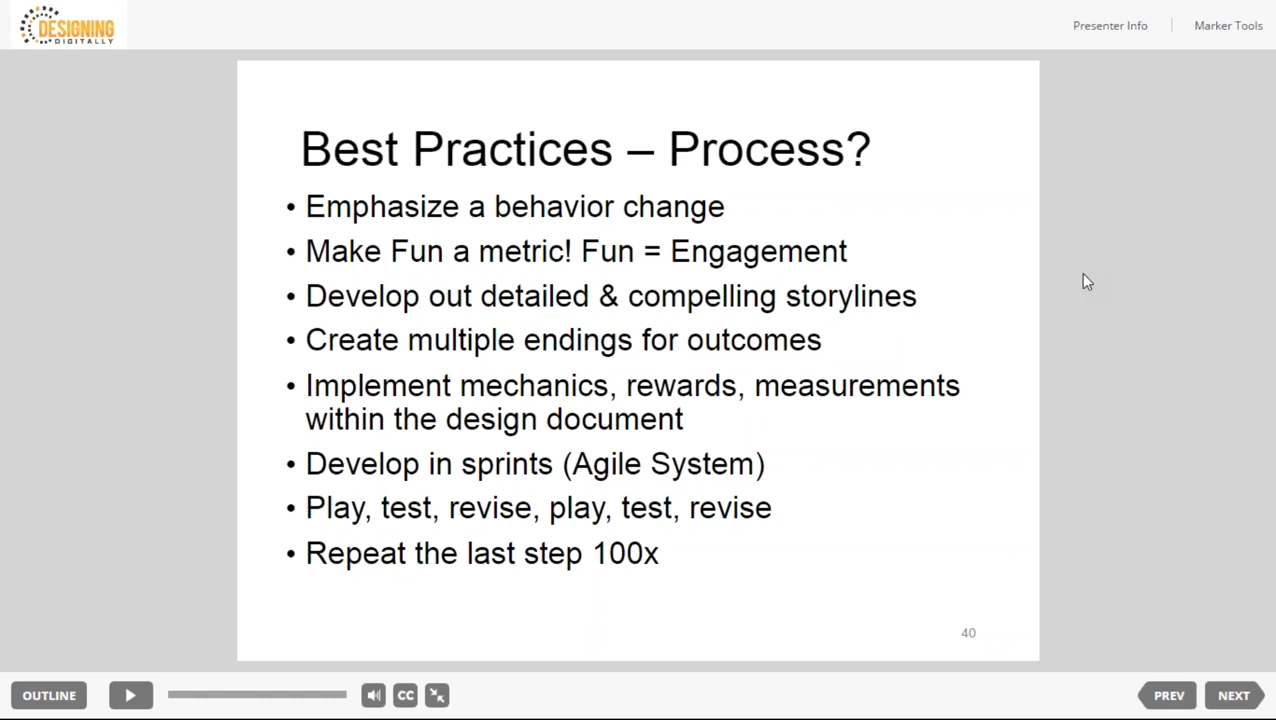 DESIGNING
DIGITALLY
Presenter Info
Marker Tools
Best Practices – Process?
• Emphasize a behavior change
• Make Fun a metric! Fun = Engagement
• Develop out detailed & compelling storylines
• Create multiple endings for outcomes
• Implement mechanics, rewards, measurements
within the design document
• Develop in sprints (Agile System)
• Play, test, revise, play, test, revise
• Repeat the last step 100x
40
OUTLINE
CC
PREV
NEXT